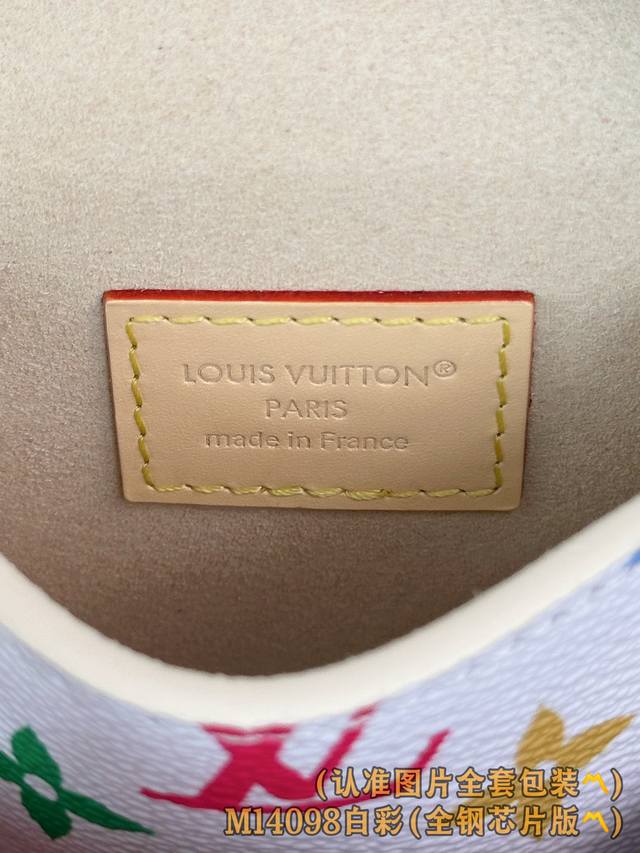 LOUIS VUITTON®
PARIS
made in France
(认准图片全套包装〽️)
M14098白彩(全钢芯片版〽️)